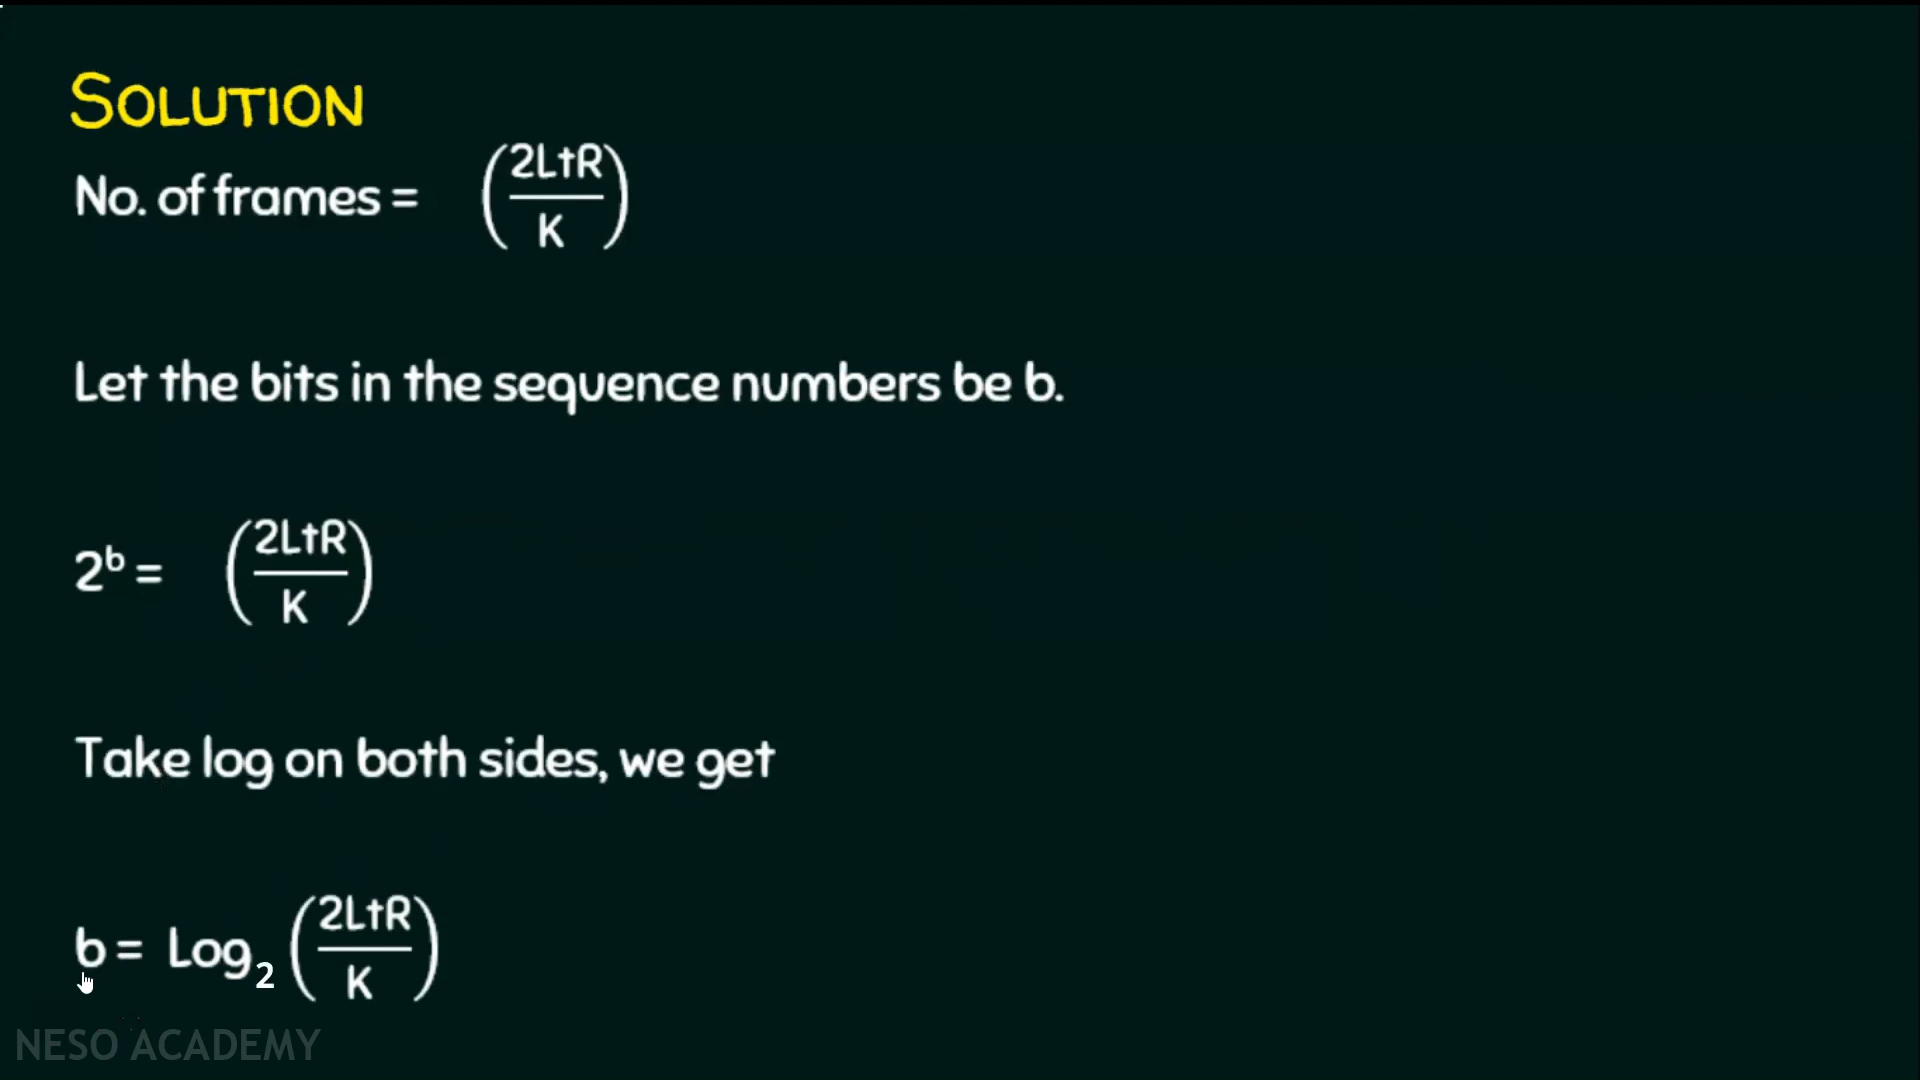 SOLUTION
No. of frames = (2LtR/K)
Let the bits in the sequence numbers be b.
2ᵇ = (2LtR/K)
Take log on both sides, we get
b = Log₂ (2LtR/K)
NESO ACADEMY